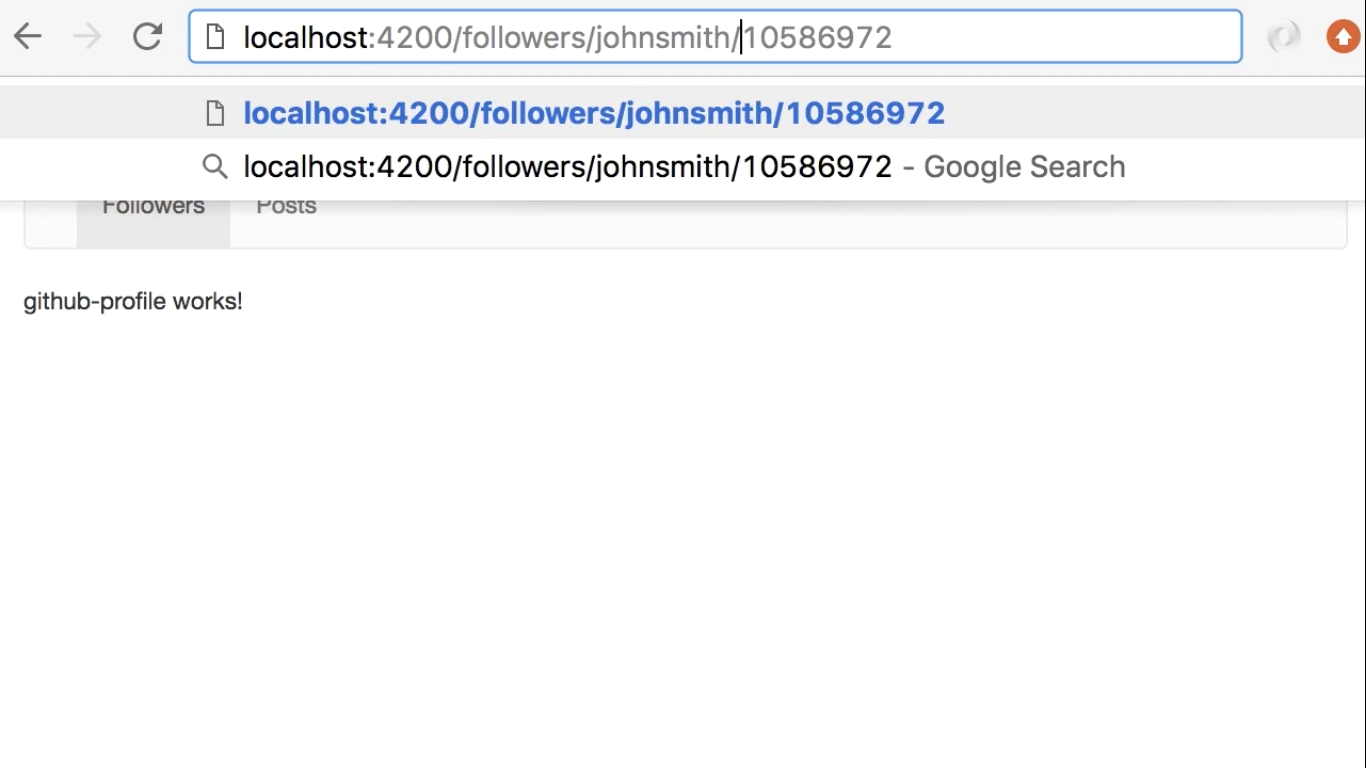 localhost:4200/followers/johnsmith/10586972
localhost:4200/followers/johnsmith/10586972
localhost:4200/followers/johnsmith/10586972 - Google Search
Followers Posts
github-profile works!